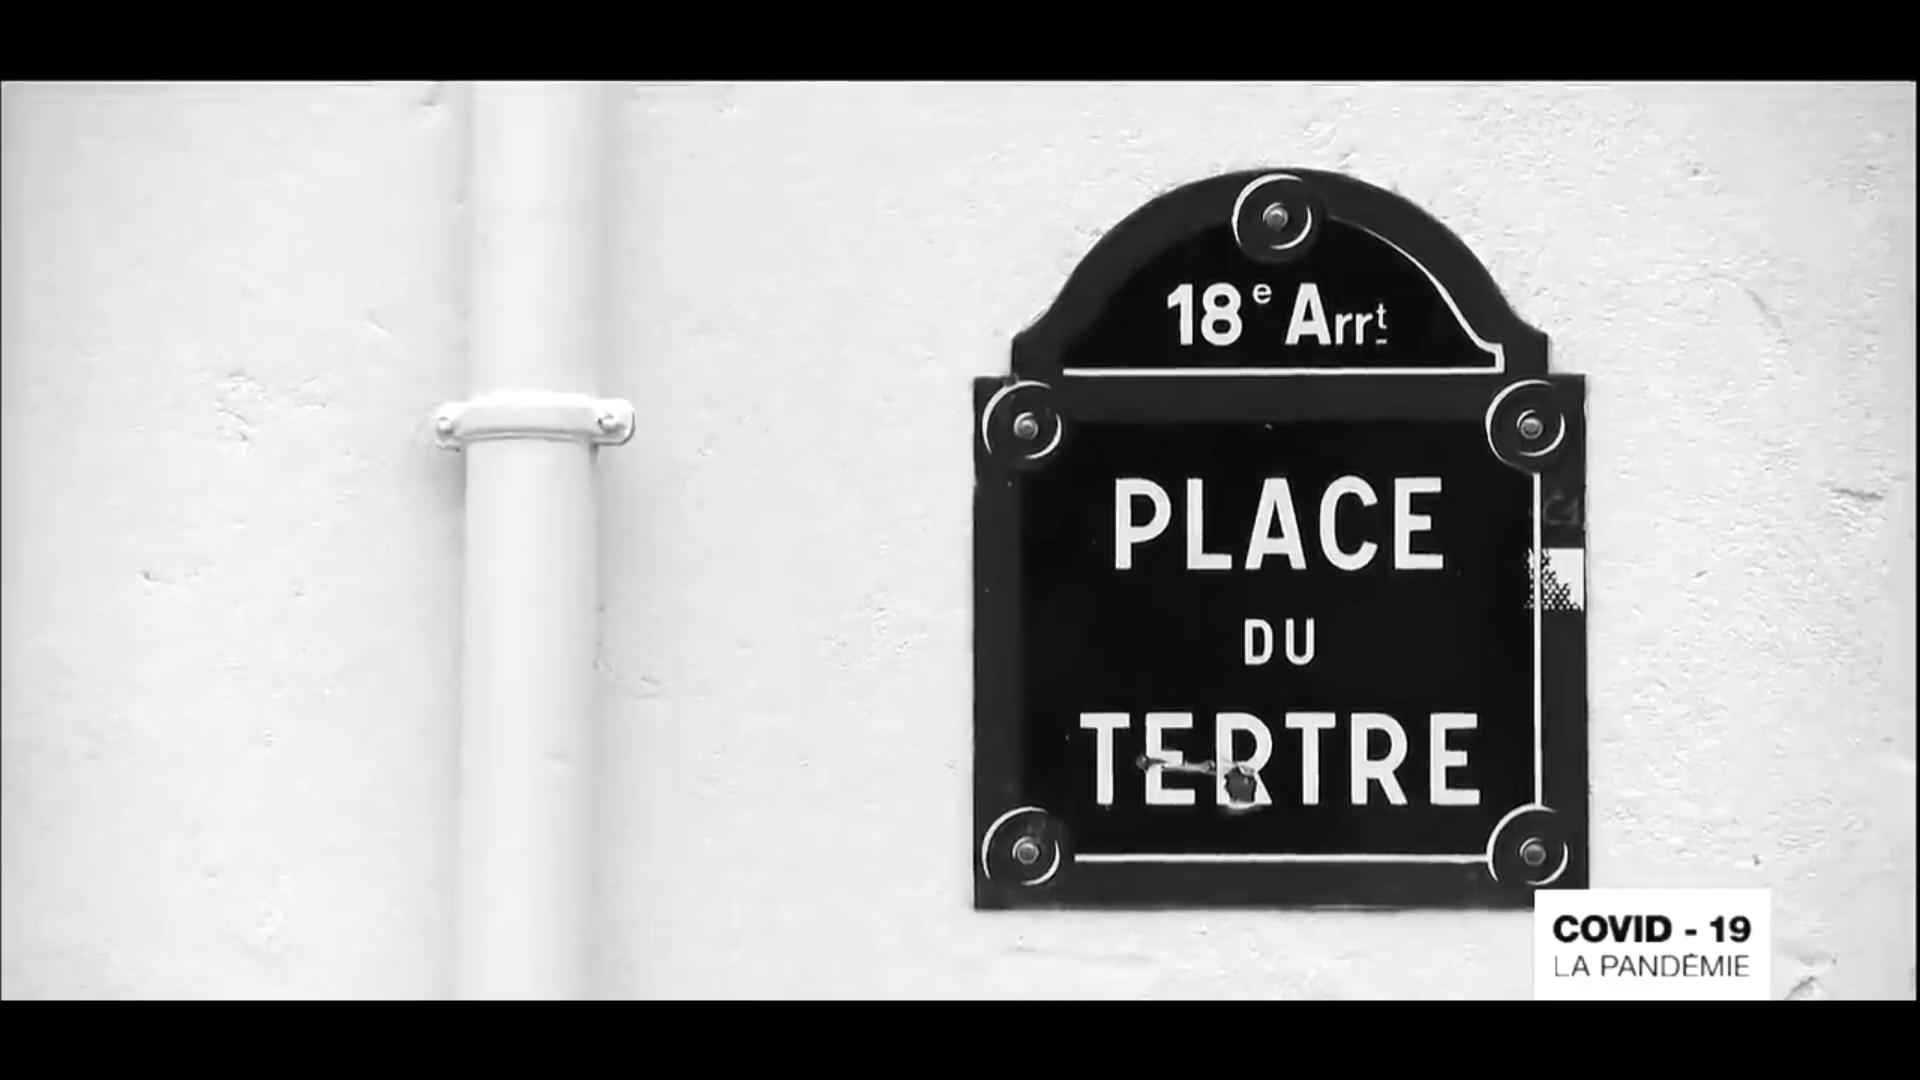 18e Arrt
PLACE
DU
TERTRE
COVID - 19
LA PANDÉMIE